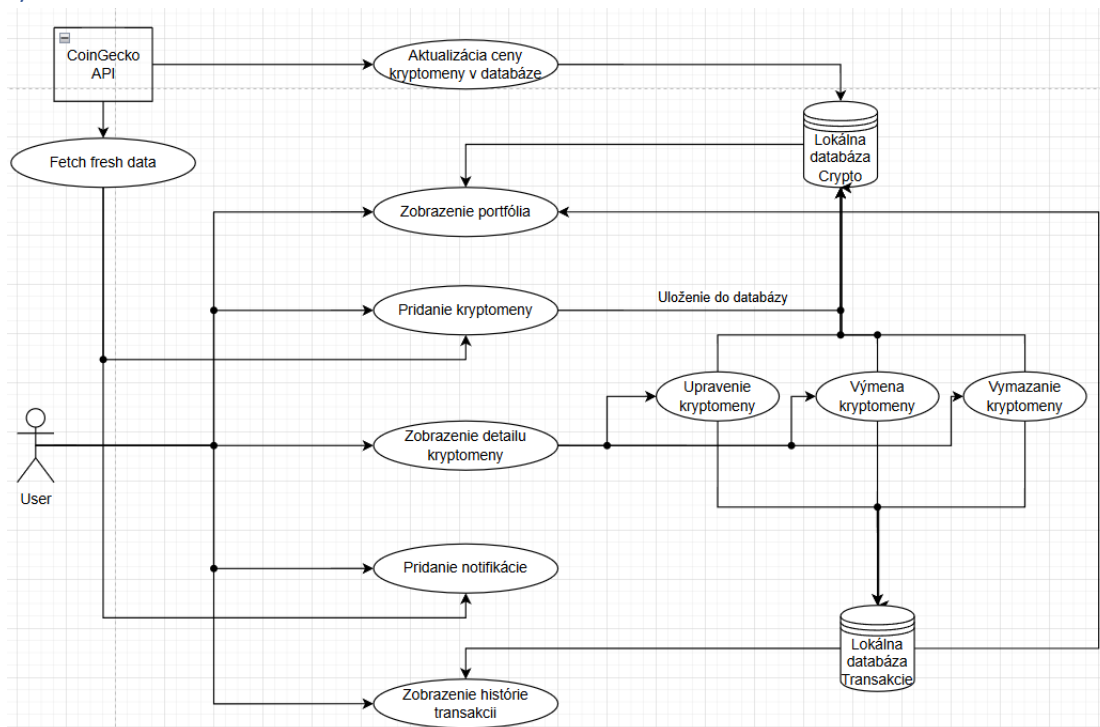 CoinGecko
API
Aktualizácia ceny
kryptomeny v databáze
Lokálna
databáza
Crypto
Fetch fresh data
Zobrazenie portfólia
Uloženie do databázy
Pridanie kryptomeny
Upravenie
kryptomeny
Výmena
kryptomeny
Vymazanie
kryptomeny
Zobrazenie detailu
kryptomeny
User
Pridanie notifikácie
Lokálna
databáza
Transakcie
Zobrazenie histórie
transakcii